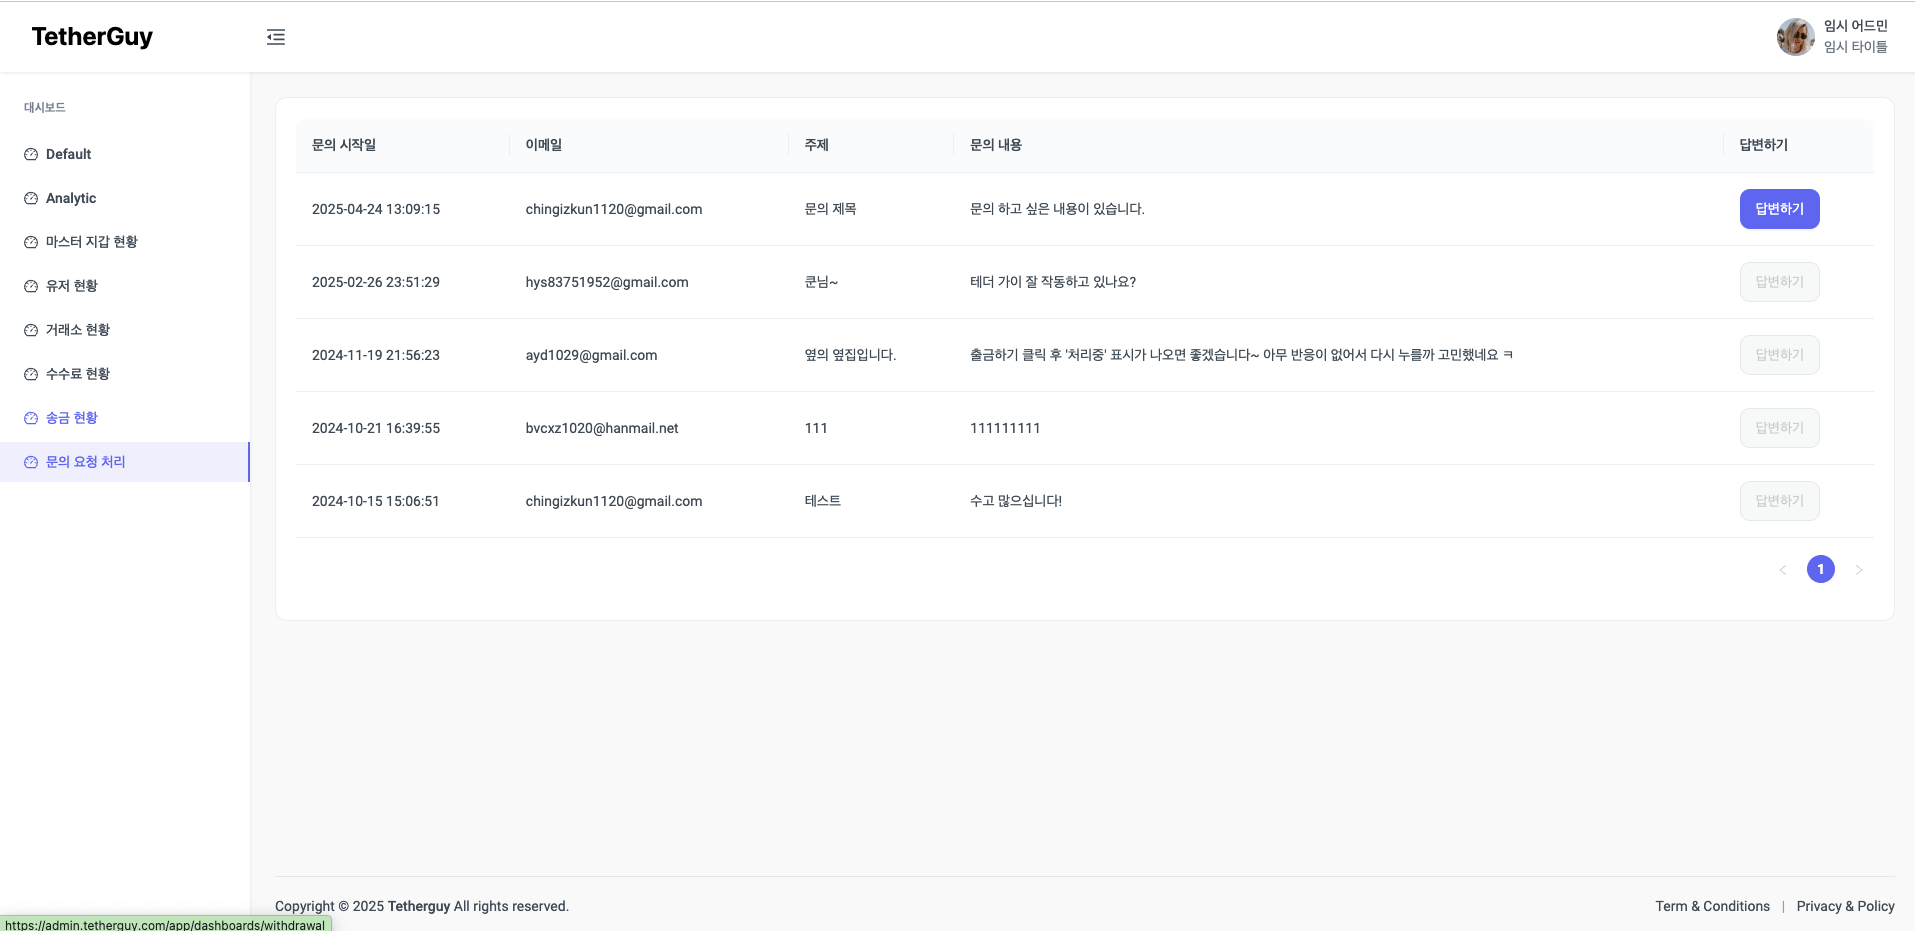 TetherGuy
임시 어드민
임시 타이틀
대시보드
Default
Analytic
마스터 지갑 현황
유저 현황
거래소 현황
수수료 현황
송금 현황
문의 요청 처리
문의 시작일 이메일 주제 문의 내용 답변하기
2025-04-24 13:09:15 chingizkun1120@gmail.com 문의 제목 문의 하고 싶은 내용이 있습니다. 답변하기
2025-02-26 23:51:29 hys83751952@gmail.com 쿤님~ 테더 가이 잘 작동하고 있나요? 답변하기
2024-11-19 21:56:23 ayd1029@gmail.com 옆의 옆집입니다. 출금하기 클릭 후 '처리중' 표시가 나오면 좋겠습니다~ 아무 반응이 없어서 다시 누를까 고민했네요 ㅋ 답변하기
2024-10-21 16:39:55 bvcxz1020@hanmail.net 111 111111111 답변하기
2024-10-15 15:06:51 chingizkun1120@gmail.com 테스트 수고 많으십니다! 답변하기
< 1 >
Copyright © 2025 Tetherguy All rights reserved.
Term & Conditions | Privacy & Policy
https://admin.tetherguy.com/app/dashboards/withdrawal